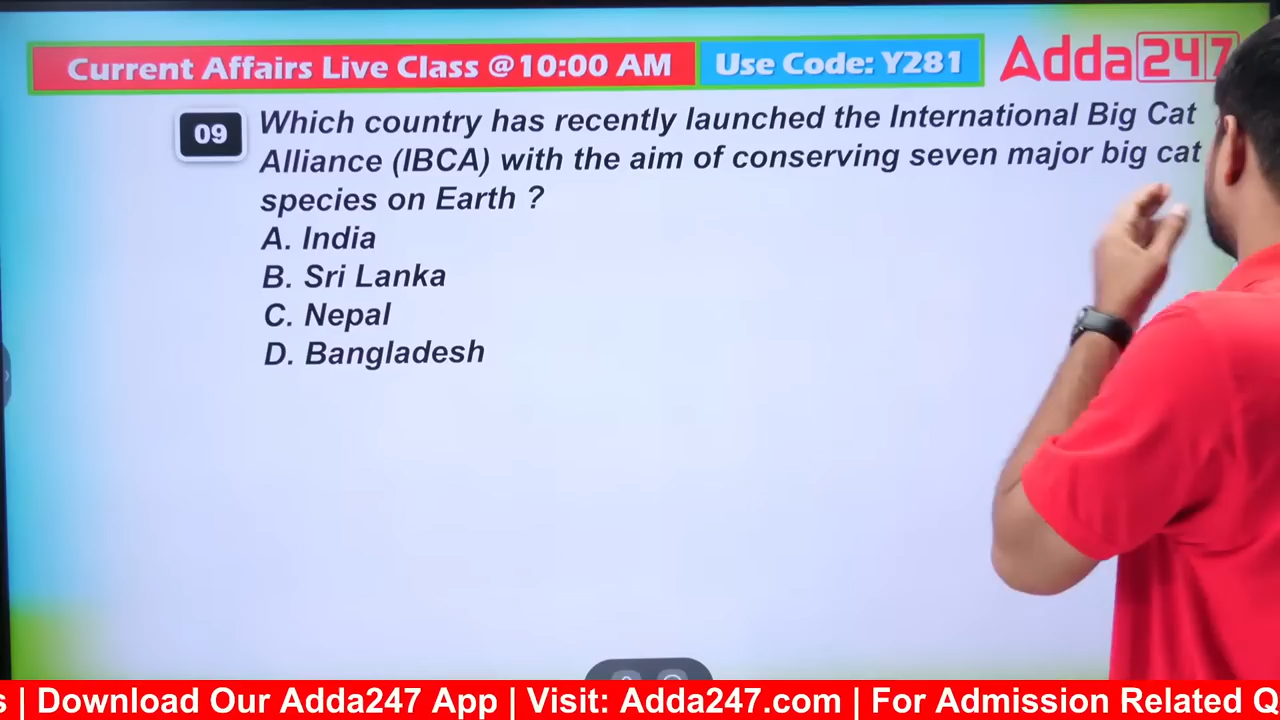 Current Affairs Live Class @10:00 AM
Use Code: Y281
Adda247
09
Which country has recently launched the International Big Cat
Alliance (IBCA) with the aim of conserving seven major big cat
species on Earth ?
A. India
B. Sri Lanka
C. Nepal
D. Bangladesh
s | Download Our Adda247 App | Visit: Adda247.com | For Admission Related Q